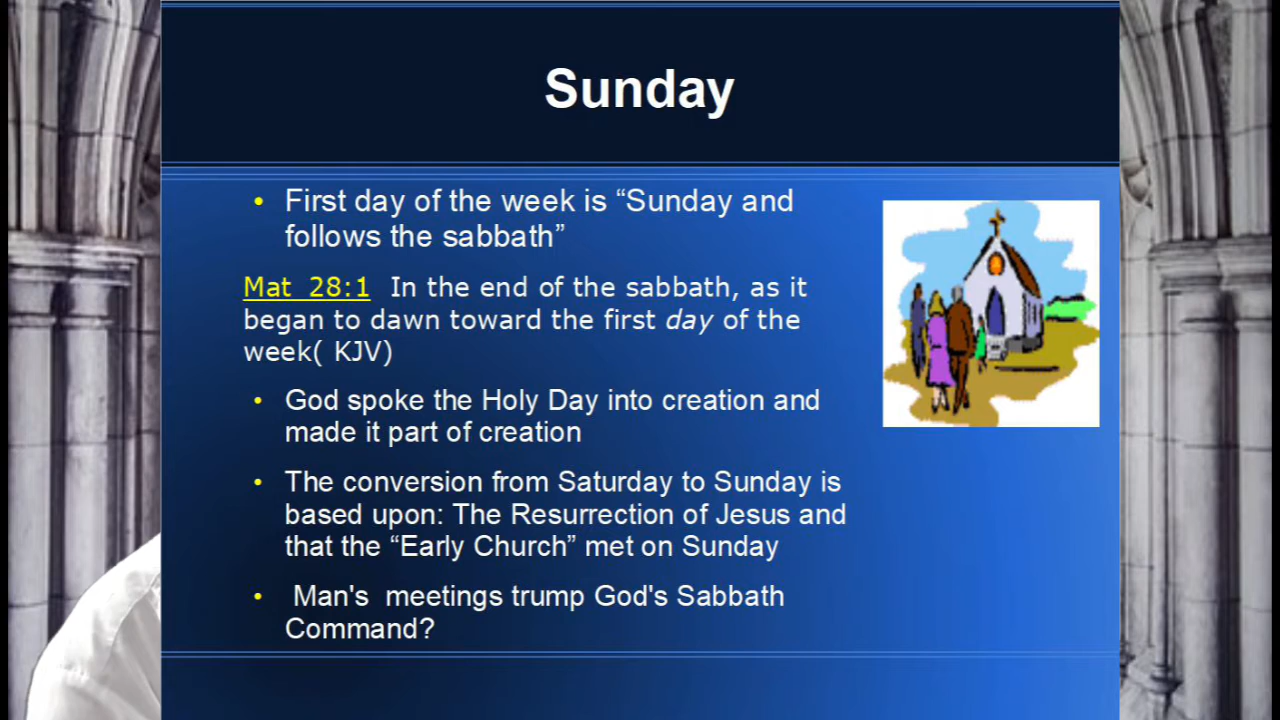 Sunday
• First day of the week is “Sunday and
follows the sabbath”
Mat 28:1 In the end of the sabbath, as it
began to dawn toward the first day of the
week( KJV)
• God spoke the Holy Day into creation and
made it part of creation
• The conversion from Saturday to Sunday is
based upon: The Resurrection of Jesus and
that the “Early Church” met on Sunday
• Man's meetings trump God's Sabbath
Command?